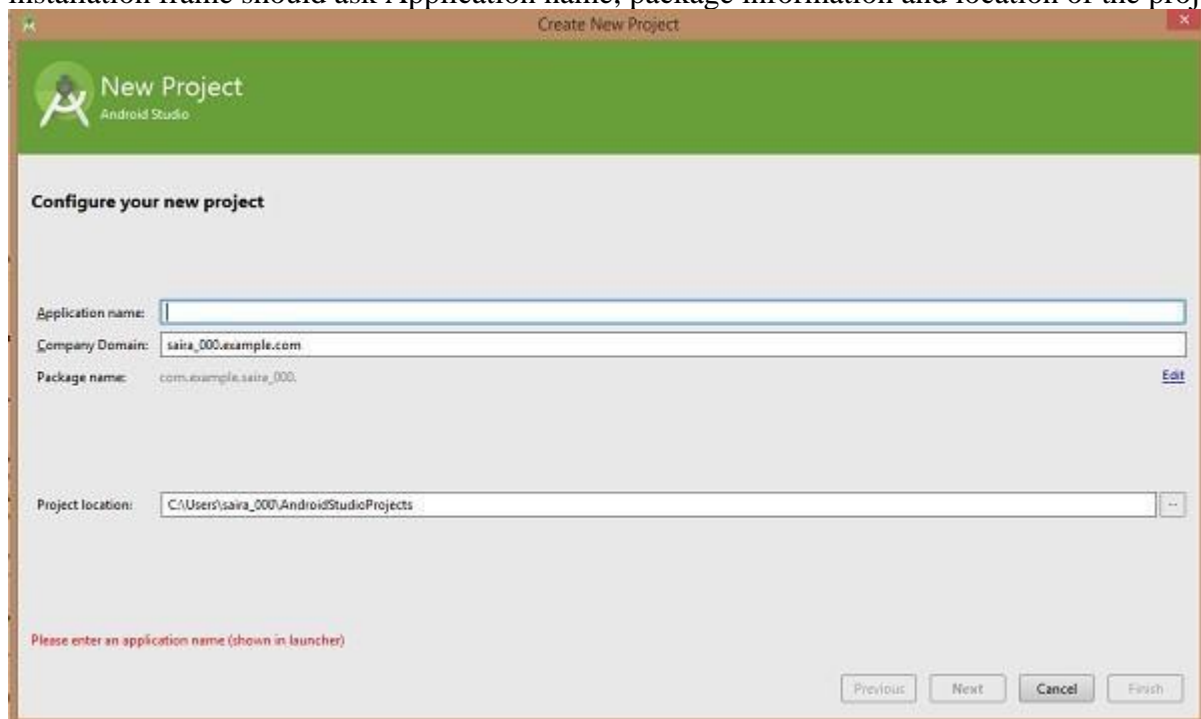 installation frame should ask Application name, package information and location of the proj
Create New Project
New Project
Android Studio
Configure your new project
Application name:
Company Domain: saira_000.example.com
Package name: com.example.saira_000. Edit
Project location: C:\Users\saira_000\AndroidStudioProjects ...
Please enter an application name (shown in launcher)
Previous Next Cancel Finish